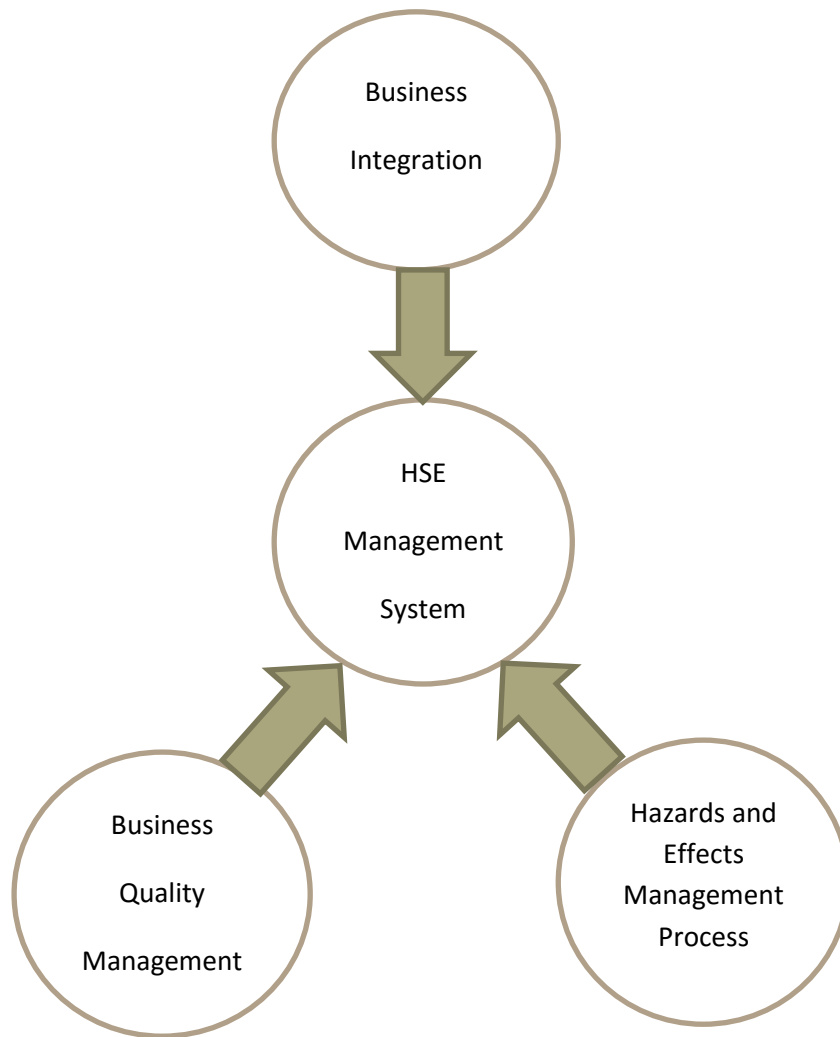 Business
Integration
HSE
Management
System
Business
Quality
Management
Hazards and
Effects
Management
Process